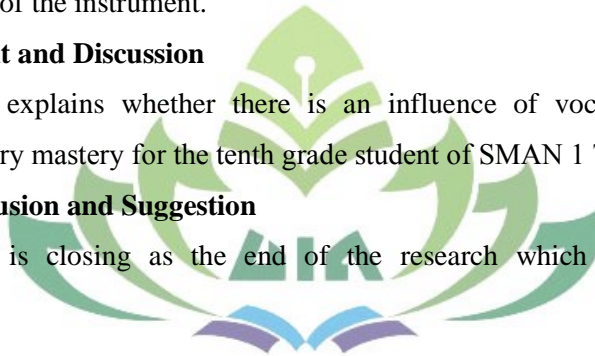 of the instrument.
t and Discussion
explains whether there is an influence of voc
ry mastery for the tenth grade student of SMAN 1
usion and Suggestion
is closing as the end of the research which